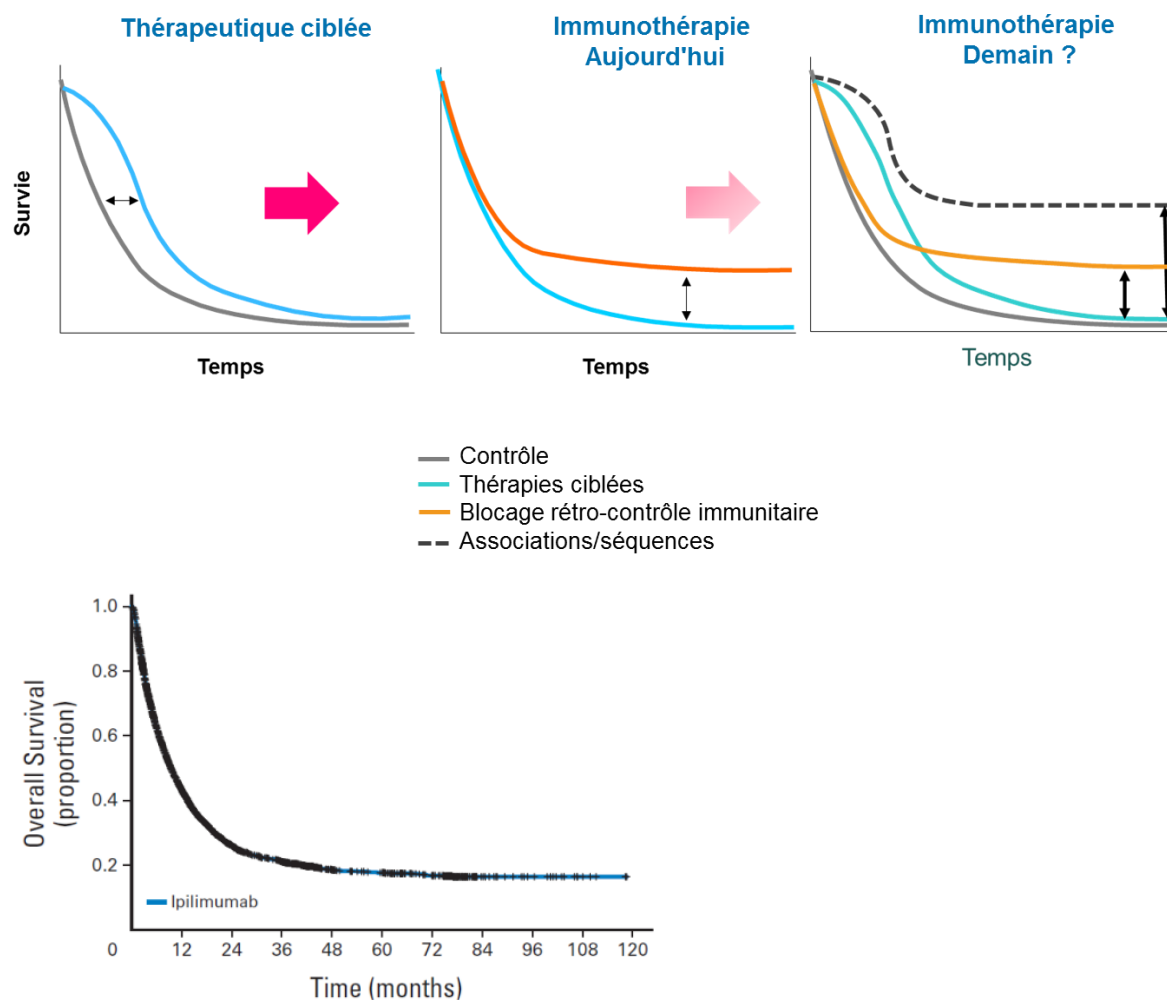 Thérapeutique ciblée
Immunothérapie
Aujourd'hui
Immunothérapie
Demain ?
Survie
Temps
Temps
Temps
Contrôle
Thérapies ciblées
Blocage rétro-contrôle immunitaire
Associations/séquences
Overall Survival
(proportion)
1.0
0.8
0.6
0.4
0.2
Ipilimumab
0 12 24 36 48 60 72 84 96 108 120
Time (months)